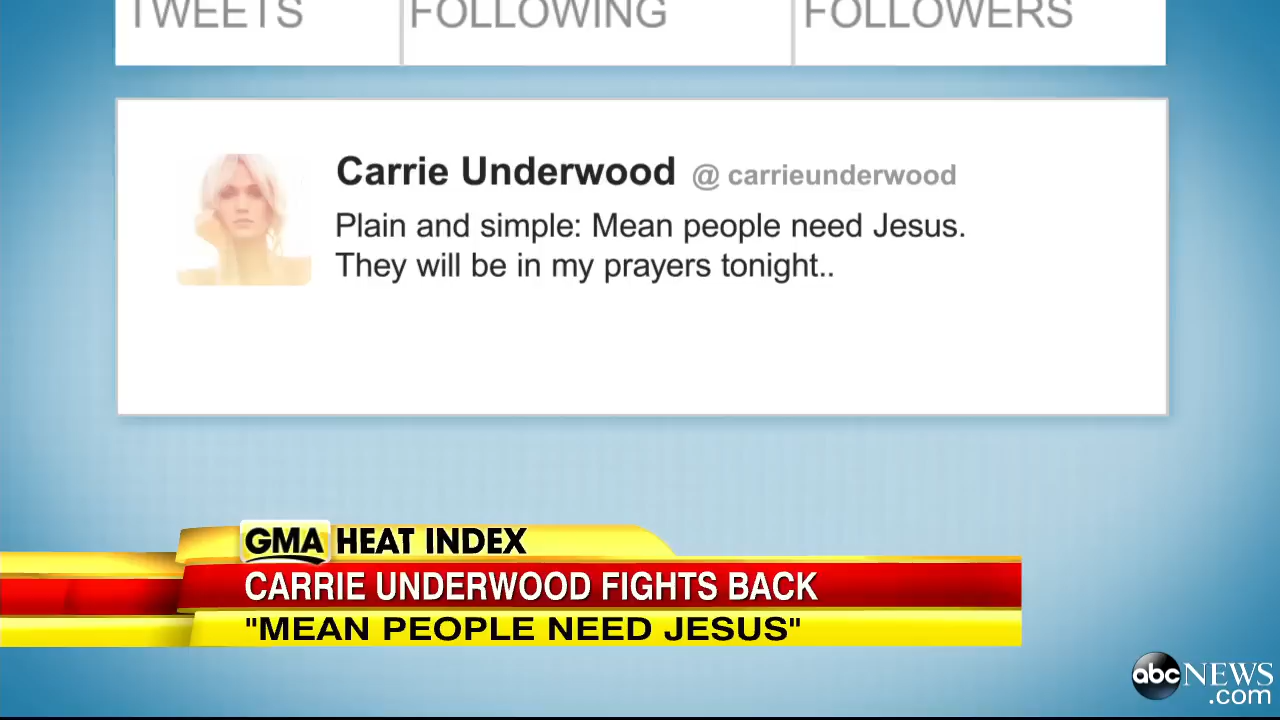 TWEETS FOLLOWING FOLLOWERS
Carrie Underwood @ carrieunderwood
Plain and simple: Mean people need Jesus.
They will be in my prayers tonight..
GMA HEAT INDEX
CARRIE UNDERWOOD FIGHTS BACK
"MEAN PEOPLE NEED JESUS"
abc NEWS
.com